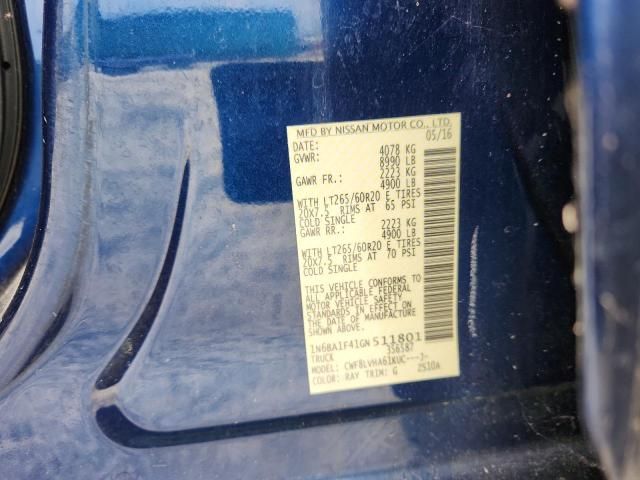 MFD BY NISSAN MOTOR CO., LTD.
DATE: 05/16
GVWR: 4078 KG
8990 LB
GAWR FR.: 2223 KG
4900 LB
WITH LT265/60R20 E TIRES
20X7.5 RIMS AT 65 PSI
COLD SINGLE
GAWR RR.: 2223 KG
4900 LB
WITH LT265/60R20 E TIRES
20X7.5 RIMS AT 70 PSI
COLD SINGLE
THIS VEHICLE CONFORMS TO
ALL APPLICABLE FEDERAL
MOTOR VEHICLE SAFETY
STANDARDS IN EFFECT ON
THE DATE OF MANUFACTURE
SHOWN ABOVE.
1N6BA1F41GN511801
TRUCK 356587
MODEL: CWF8LVHA61KUC---J-
COLOR: RAY TRIM: G 2510A